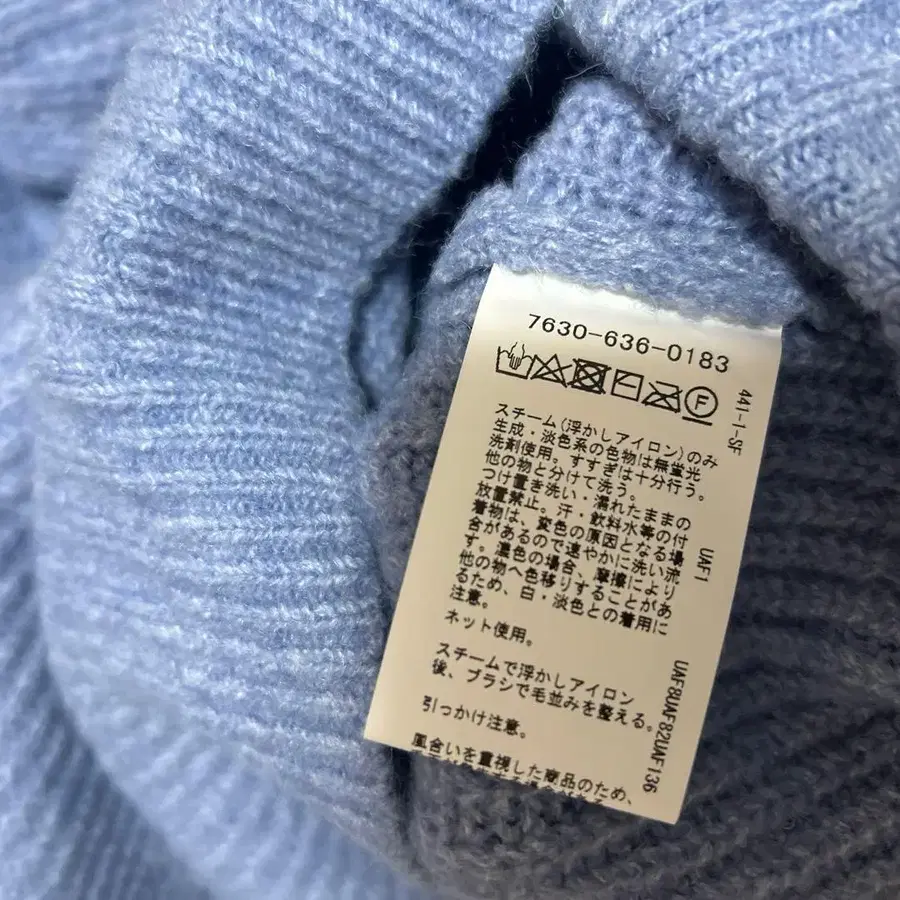 7630-636-0183
F
スチーム(浮かしアイロン)のみ
生成・淡色系の色物は無蛍光
洗剤使用。すすぎは十分行う。
他の物と分けて洗う。
つけ置き洗い・濡れたままの
放置禁止。汗・飲料水等の付
着物は、変色の原因となる場
合があるので速やかに洗い流
す。濃色の場合、摩擦により
他の物へ色移りすることがあ
るため、白・淡色との着用に
注意。
ネット使用。
スチームで浮かしアイロン
後、ブラシで毛並みを整える。
引っかけ注意。
風合いを重視した商品のため、
441-1-SF
UAF1
UAF8UAF82UAF136